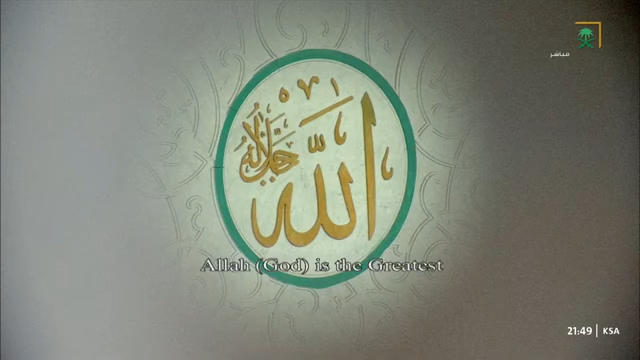 مباشر
الله
جل جلاله
Allah (God) is the Greatest
21:49 | KSA